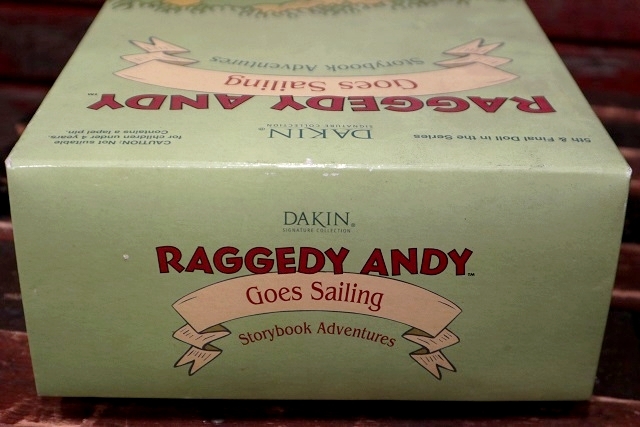 Storybook Adventures
Goes Sailing
RAGGEDY ANDY™
CAUTION: Not suitable
for children under 4 years.
Contains a lapel pin.
DAKIN®
SIGNATURE COLLECTION
5th & Final Doll in the Series
DAKIN®
SIGNATURE COLLECTION
RAGGEDY ANDY™
Goes Sailing
Storybook Adventures